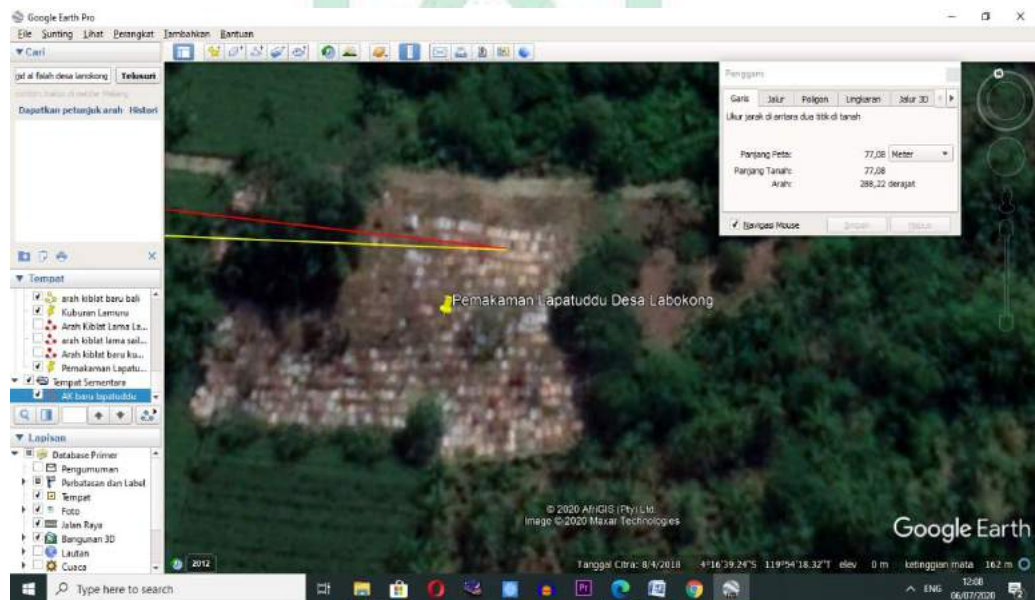 Google Earth Pro
File Sunting Lihat Perangkat Tambahkan Bantuan
Cari
gd al falah desa lanokong Telusuri
Dapatkan petunjuk arah Histori
Tempat
arah kiblat baru bali
Kuburan Lamuru
Arah Kiblat Lama La...
arah kiblat lama sail...
Arah kiblat baru ku...
Pemakaman Lapatu...
Tempat Sementara
AK baru lapatuddu
Lapisan
Database Primer
Pengumuman
Perbatasan dan Label
Tempat
Foto
Jalan Raya
Bangunan 3D
Lautan
Cuaca
Penggaris
Garis Jalur Poligon Lingkaran Jalur 3D
Ukur jarak di antara dua titik di tanah
Panjang Peta: 77,08 Meter
Panjang Tanah: 77,08
Arah: 288,22 derajat
Navigasi Mouse Simpan Hapus
Pemakaman Lapatuddu Desa Labokong
© 2020 AfriGIS (Pty) Ltd.
Image © 2020 Maxar Technologies
Google Earth
2012
Tanggal Citra: 8/4/2018 4°16'39.24"S 119°54'18.32"T elev 0 m ketinggian mata 162 m
Type here to search
ENG
12:08
06/07/2020